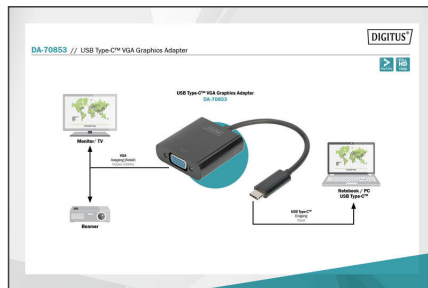 DIGITUS®
DA-70853 // USB Type-C™ VGA Graphics Adapter
HD
USB Type-C™ VGA Graphics Adapter
DA-70853
Monitor/ TV
VGA
Beamer
Notebook / PC
USB Type-C™
USB Type-C™